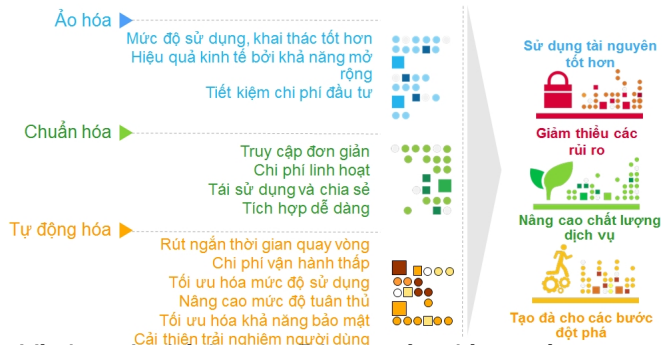 Ảo hóa
Mức độ sử dụng, khai thác tốt hơn
Hiệu quả kinh tế bởi khả năng mở
rộng
Tiết kiệm chi phí đầu tư
Chuẩn hóa
Truy cập đơn giản
Chi phí linh hoạt
Tái sử dụng và chia sẻ
Tích hợp dễ dàng
Tự động hóa
Rút ngắn thời gian quay vòng
Chi phí vận hành thấp
Tối ưu hóa mức độ sử dụng
Nâng cao mức độ tuân thủ
Tối ưu hóa khả năng bảo mật
Cải thiện trải nghiệm người dùng
Sử dụng tài nguyên
tốt hơn
Giảm thiểu các
rủi ro
Nâng cao chất lượng
dịch vụ
Tạo đà cho các bước
đột phá